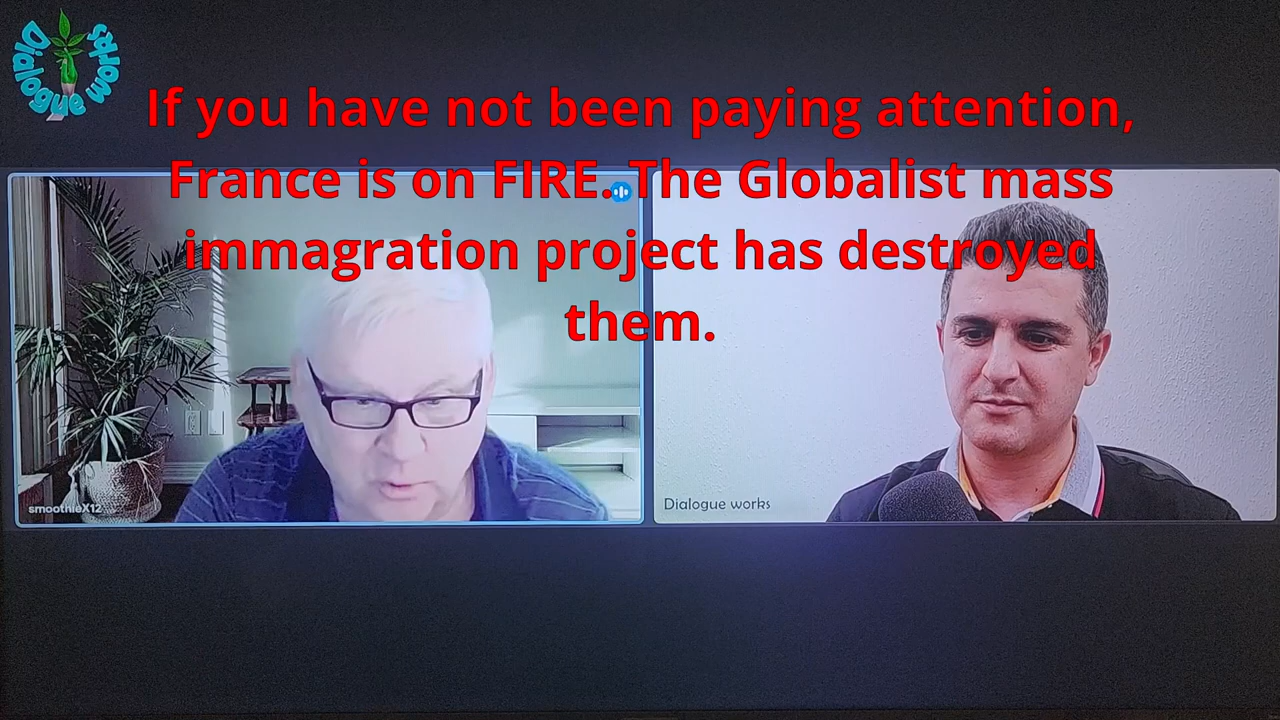 Dialogue works
If you have not been paying attention,
France is on FIRE. The Globalist mass
immagration project has destroyed
them.
smoothieX12
Dialogue works